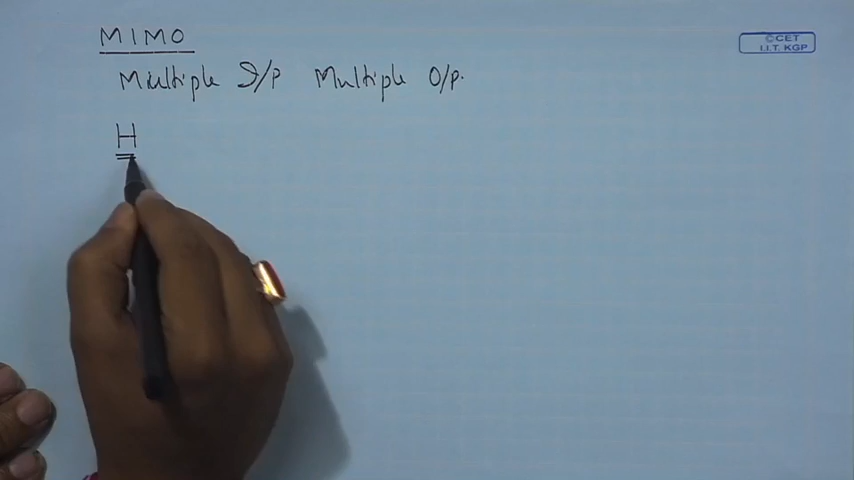 MIMO
Multiple I/p Multiple O/p.
H
©CET
I.I.T. KGP